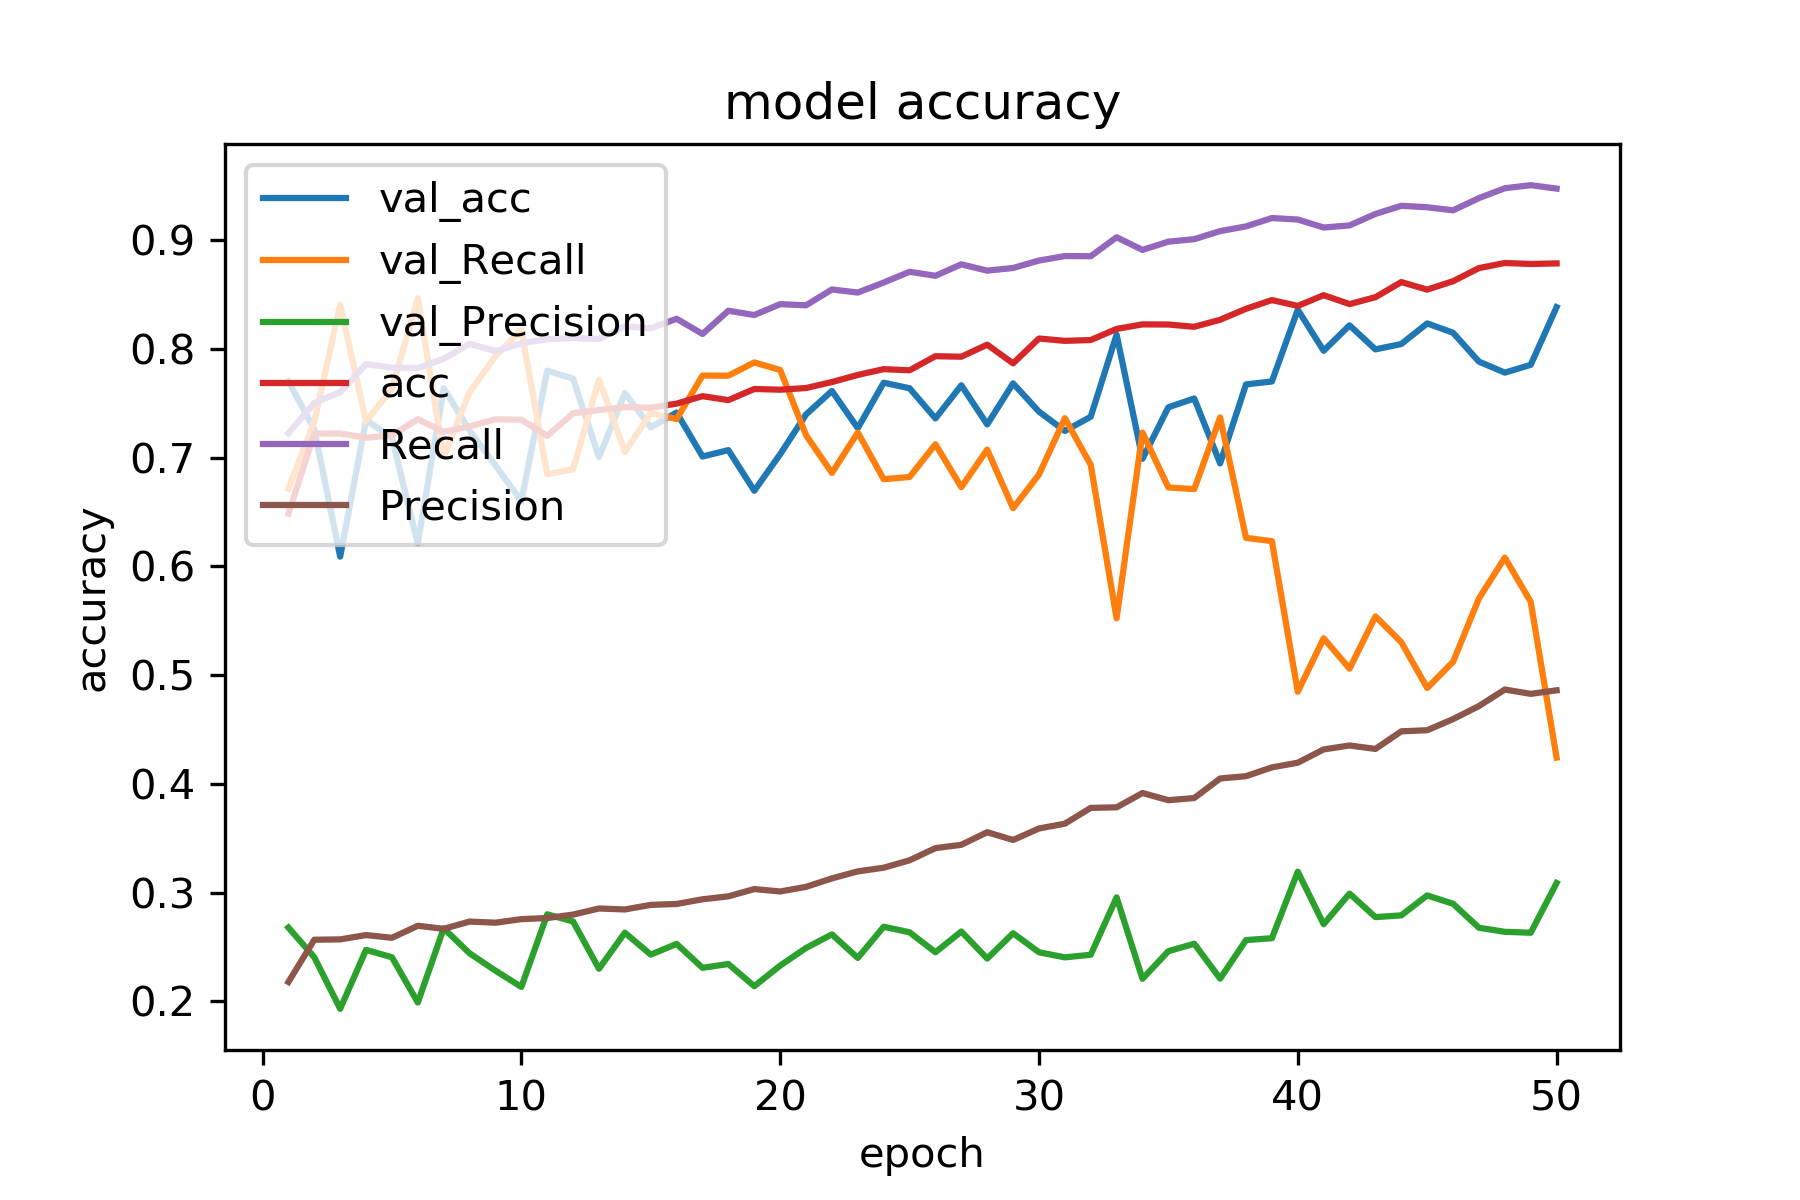 model accuracy
val_acc
val_Recall
val_Precision
acc
Recall
Precision
accuracy
0.9
0.8
0.7
0.6
0.5
0.4
0.3
0.2
0 10 20 30 40 50
epoch